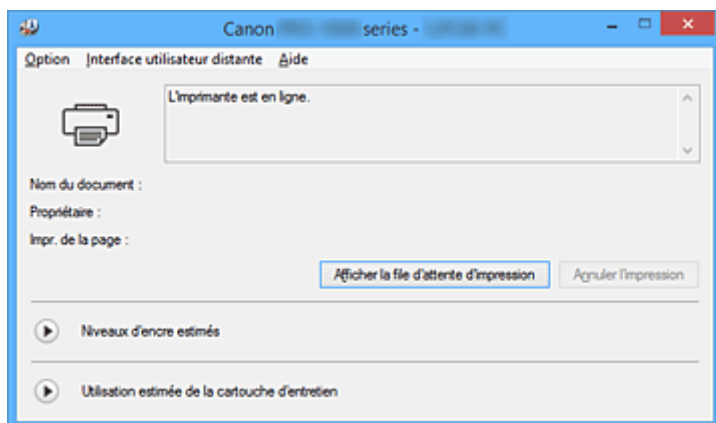 Canon series -
Option Interface utilisateur distante Aide
L'imprimante est en ligne.
Nom du document :
Propriétaire :
Impr. de la page :
Afficher la file d'attente d'impression Annuler l'impression
Niveaux d'encre estimés
Utilisation estimée de la cartouche d'entretien